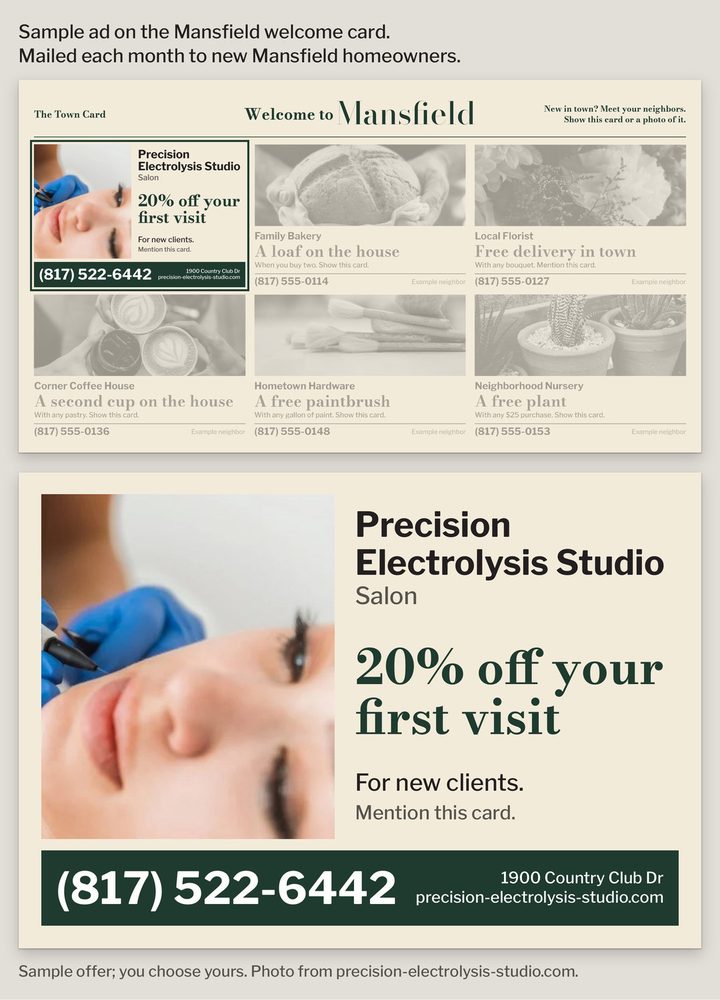 Sample ad on the Mansfield welcome card.
Mailed each month to new Mansfield homeowners.
The Town Card
Welcome to Mansfield
New in town? Meet your neighbors.
Show this card or a photo of it.
Precision
Electrolysis Studio
Salon
20% off your
first visit
For new clients.
Mention this card.
(817) 522-6442
1900 Country Club Dr
precision-electrolysis-studio.com
Family Bakery
A loaf on the house
When you buy two. Show this card.
(817) 555-0114
Example neighbor
Local Florist
Free delivery in town
With any bouquet. Mention this card.
(817) 555-0127
Example neighbor
Corner Coffee House
A second cup on the house
With any pastry. Show this card.
(817) 555-0136
Example neighbor
Hometown Hardware
A free paintbrush
With any gallon of paint. Show this card.
(817) 555-0148
Example neighbor
Neighborhood Nursery
A free plant
With any $25 purchase. Show this card.
(817) 555-0153
Example neighbor
Precision
Electrolysis Studio
Salon
20% off your
first visit
For new clients.
Mention this card.
(817) 522-6442
1900 Country Club Dr
precision-electrolysis-studio.com
Sample offer; you choose yours. Photo from precision-electrolysis-studio.com.